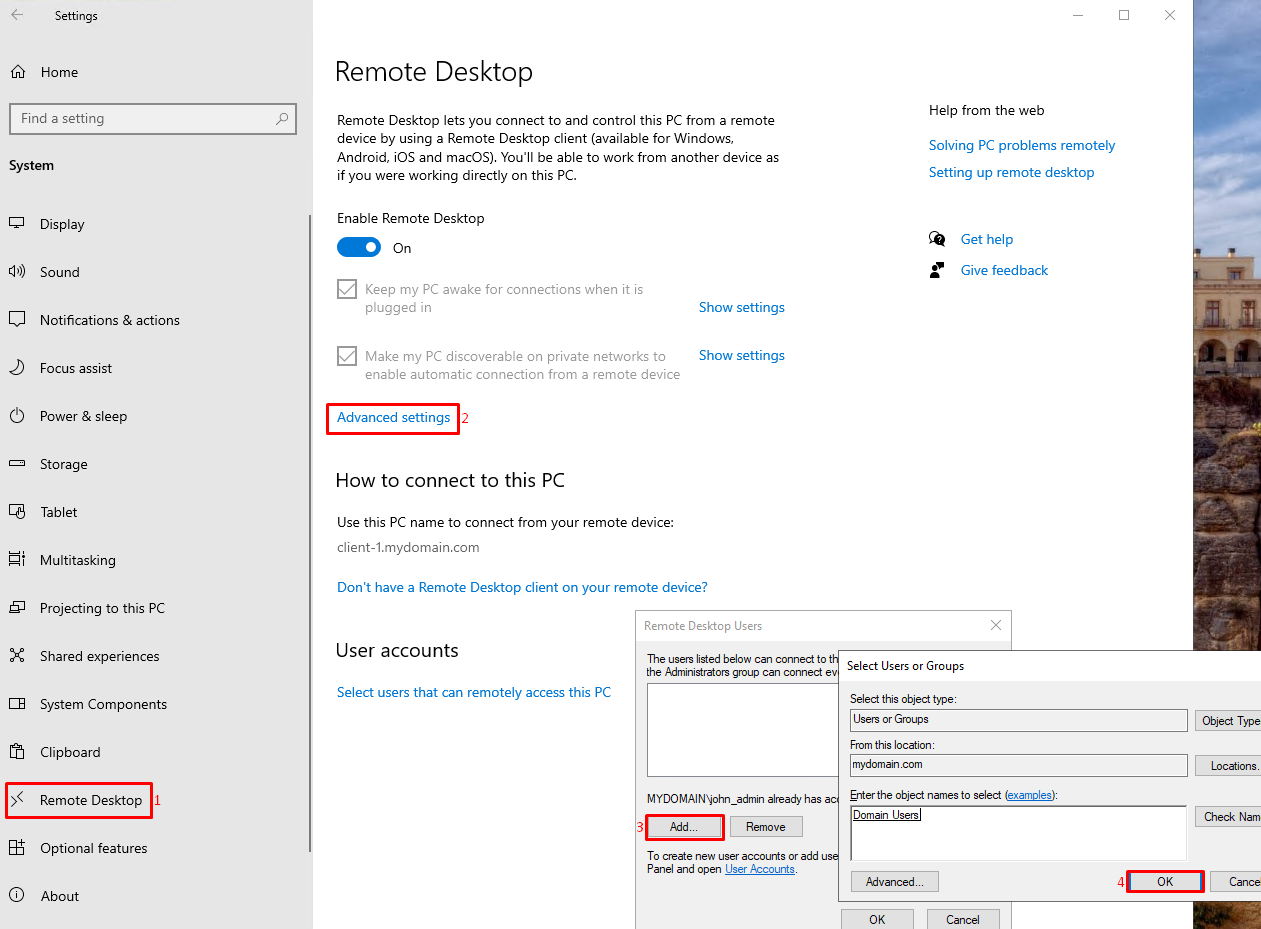 Settings
Home
Find a setting
System
Display
Sound
Notifications & actions
Focus assist
Power & sleep
Storage
Tablet
Multitasking
Projecting to this PC
Shared experiences
System Components
Clipboard
Remote Desktop 1
Optional features
About
Remote Desktop
Remote Desktop lets you connect to and control this PC from a remote
device by using a Remote Desktop client (available for Windows,
Android, iOS and macOS). You'll be able to work from another device as
if you were working directly on this PC.
Enable Remote Desktop
On
Keep my PC awake for connections when it is
plugged in
Show settings
Make my PC discoverable on private networks to
enable automatic connection from a remote device
Show settings
Advanced settings 2
How to connect to this PC
Use this PC name to connect from your remote device:
client-1.mydomain.com
Don't have a Remote Desktop client on your remote device?
User accounts
Select users that can remotely access this PC
Help from the web
Solving PC problems remotely
Setting up remote desktop
Get help
Give feedback
Remote Desktop Users
The users listed below can connect to th
the Administrators group can connect eve
MYDOMAIN\john_admin already has acc
3 Add... Remove
To create new user accounts or add use
Panel and open User Accounts.
OK Cancel
Select Users or Groups
Select this object type:
Users or Groups
Object Type
From this location:
mydomain.com
Locations.
Enter the object names to select (examples):
Domain Users
Check Nam
Advanced...
4 OK Cance